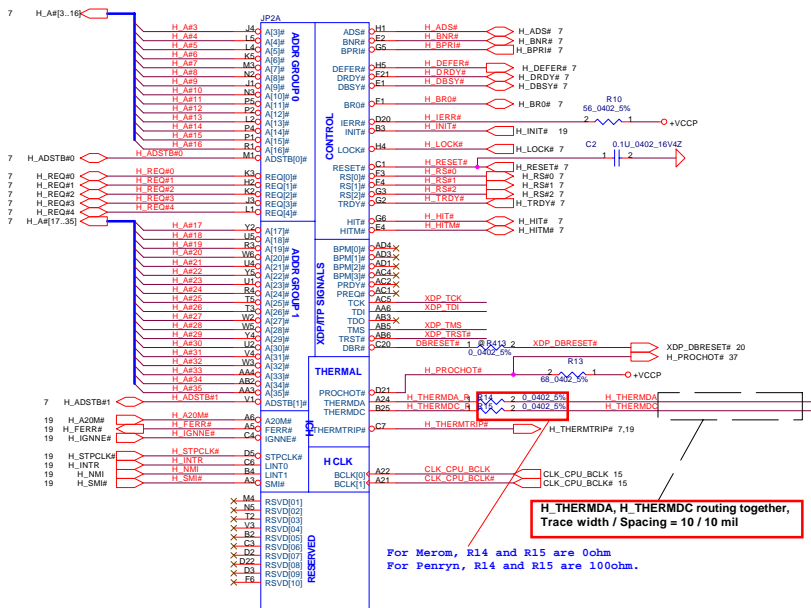 JP2A
7 H_A#[3..16]
H_A#3 J4 A[3]#
H_A#4 L5 A[4]#
H_A#5 L4 A[5]#
H_A#6 K5 A[6]#
H_A#7 M3 A[7]#
H_A#8 N2 A[8]#
H_A#9 J1 A[9]#
H_A#10 N3 A[10]#
H_A#11 P5 A[11]#
H_A#12 P2 A[12]#
H_A#13 L2 A[13]#
H_A#14 P4 A[14]#
H_A#15 P1 A[15]#
H_A#16 R1 A[16]#
7 H_ADSTB#0 H_ADSTB#0 M1 ADSTB[0]#
7 H_REQ#0 H_REQ#0 K3 REQ[0]#
7 H_REQ#1 H_REQ#1 H2 REQ[1]#
7 H_REQ#2 H_REQ#2 K2 REQ[2]#
7 H_REQ#3 H_REQ#3 J3 REQ[3]#
7 H_REQ#4 H_REQ#4 L1 REQ[4]#
7 H_A#[17..35]
H_A#17 Y2 A[17]#
H_A#18 U5 A[18]#
H_A#19 R3 A[19]#
H_A#20 W6 A[20]#
H_A#21 U4 A[21]#
H_A#22 Y5 A[22]#
H_A#23 U1 A[23]#
H_A#24 R4 A[24]#
H_A#25 T5 A[25]#
H_A#26 T3 A[26]#
H_A#27 W2 A[27]#
H_A#28 W5 A[28]#
H_A#29 Y4 A[29]#
H_A#30 U2 A[30]#
H_A#31 V4 A[31]#
H_A#32 W3 A[32]#
H_A#33 AA4 A[33]#
H_A#34 AB2 A[34]#
H_A#35 AA3 A[35]#
7 H_ADSTB#1 H_ADSTB#1 V1 ADSTB[1]#
19 H_A20M# H_A20M# A6 A20M#
19 H_FERR# H_FERR# A5 FERR#
19 H_IGNNE# H_IGNNE# C4 IGNNE#
19 H_STPCLK# H_STPCLK# D5 STPCLK#
19 H_INTR H_INTR C6 LINT0
19 H_NMI H_NMI B4 LINT1
19 H_SMI# H_SMI# A3 SMI#
M4 RSVD[01]
N5 RSVD[02]
T2 RSVD[03]
V3 RSVD[04]
B2 RSVD[05]
C3 RSVD[06]
D2 RSVD[07]
D22 RSVD[08]
D3 RSVD[09]
F6 RSVD[10]
ADDR GROUP 0
ADDR GROUP 1
ICH
RESERVED
CONTROL
XDP/ITP SIGNALS
THERMAL
H CLK
ADS# H1 H_ADS# H_ADS# 7
BNR# E2 H_BNR# H_BNR# 7
BPRI# G5 H_BPRI# H_BPRI# 7
DEFER# H5 H_DEFER# H_DEFER# 7
DRDY# F21 H_DRDY# H_DRDY# 7
DBSY# E1 H_DBSY# H_DBSY# 7
BR0# F1 H_BR0# H_BR0# 7
IERR# D20 H_IERR#
R10
56_0402_5%
2 1 +VCCP
INIT# B3 H_INIT# H_INIT# 19
LOCK# H4 H_LOCK# H_LOCK# 7
C2 0.1U_0402_16V4Z
1 2
RESET# C1 H_RESET# H_RESET# 7
RS[0]# F3 H_RS#0 H_RS#0 7
RS[1]# F4 H_RS#1 H_RS#1 7
RS[2]# G3 H_RS#2 H_RS#2 7
TRDY# G2 H_TRDY# H_TRDY# 7
HIT# G6 H_HIT# H_HIT# 7
HITM# E4 H_HITM# H_HITM# 7
BPM[0]# AD4
BPM[1]# AD3
BPM[2]# AD1
BPM[3]# AC4
PRDY# AC2
PREQ# AC1
TCK AC5 XDP_TCK
TDI AA6 XDP_TDI
TDO AB3
TMS AB5 XDP_TMS
TRST# AB6 XDP_TRST#
DBR# C20 DBRESET# 1 R413 2 XDP_DBRESET# XDP_DBRESET# 20
0_0402_5%
H_PROCHOT# 37
R13
H_PROCHOT# 1 2 +VCCP
68_0402_5%
PROCHOT# D21
THERMDA A24 H_THERMDA_R 1 R14 2 0_0402_5% H_THERMDA
THERMDC B25 H_THERMDC_R 1 R15 2 0_0402_5% H_THERMDC
THERMTRIP# C7 H_THERMTRIP# H_THERMTRIP# 7,19
BCLK[0] A22 CLK_CPU_BCLK CLK_CPU_BCLK 15
BCLK[1] A21 CLK_CPU_BCLK# CLK_CPU_BCLK# 15
H_THERMDA, H_THERMDC routing together,
Trace width / Spacing = 10 / 10 mil
For Merom, R14 and R15 are 0ohm
For Penryn, R14 and R15 are 100ohm.